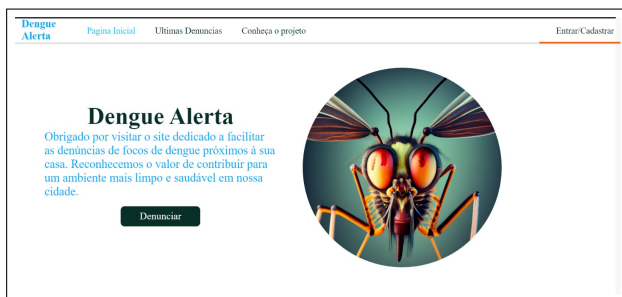 Dengue Alerta
Pagina Inicial
Ultimas Denuncias
Conheça o projeto
Entrar/Cadastrar
Dengue Alerta
Obrigado por visitar o site dedicado a facilitar
as denúncias de focos de dengue próximos à sua
casa. Reconhecemos o valor de contribuir para
um ambiente mais limpo e saudável em nossa
cidade.
Denunciar